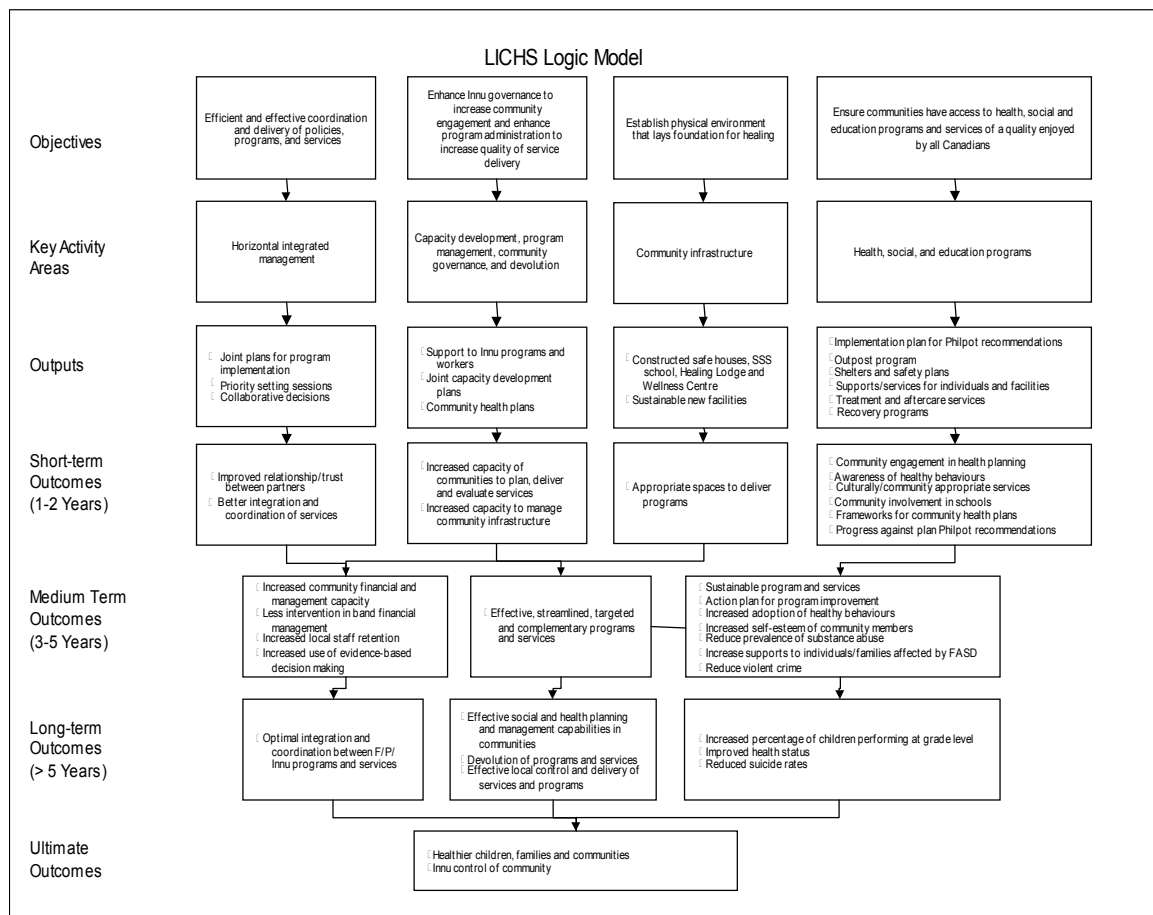 LICHS Logic Model
Objectives
Efficient and effective coordination
and delivery of policies,
programs, and services
Enhance Innu governance to
increase community
engagement and enhance
program administration to
increase quality of service
delivery
Establish physical environment
that lays foundation for healing
Ensure communities have access to health, social and
education programs and services of a quality enjoyed
by all Canadians
Key Activity
Areas
Horizontal integrated
management
Capacity development, program
management, community
governance, and devolution
Community infrastructure
Health, social, and education programs
Outputs
Joint plans for program
implementation
Priority setting sessions
Collaborative decisions
Support to Innu programs and
workers
Joint capacity development
plans
Community health plans
Constructed safe houses, SSS
school, Healing Lodge and
Wellness Centre
Sustainable new facilities
Implementation plan for Philpot recommendations
Outpost program
Shelters and safety plans
Supports/services for individuals and facilities
Treatment and aftercare services
Recovery programs
Short-term
Outcomes
(1-2 Years)
Improved relationship/trust
between partners
Better integration and
coordination of services
Increased capacity of
communities to plan, deliver
and evaluate services
Increased capacity to manage
community infrastructure
Appropriate spaces to deliver
programs
Community engagement in health planning
Awareness of healthy behaviours
Culturally/community appropriate services
Community involvement in schools
Frameworks for community health plans
Progress against plan Philpot recommendations
Medium Term
Outcomes
(3-5 Years)
Increased community financial and
management capacity
Less intervention in band financial
management
Increased local staff retention
Increased use of evidence-based
decision making
Effective, streamlined, targeted
and complementary programs
and services
Sustainable program and services
Action plan for program improvement
Increased adoption of healthy behaviours
Increased self-esteem of community members
Reduce prevalence of substance abuse
Increase supports to individuals/families affected by FASD
Reduce violent crime
Long-term
Outcomes
(> 5 Years)
Optimal integration and
coordination between F/P/
Innu programs and services
Effective social and health planning
and management capabilities in
communities
Devolution of programs and services
Effective local control and delivery of
services and programs
Increased percentage of children performing at grade level
Improved health status
Reduced suicide rates
Ultimate
Outcomes
Healthier children, families and communities
Innu control of community